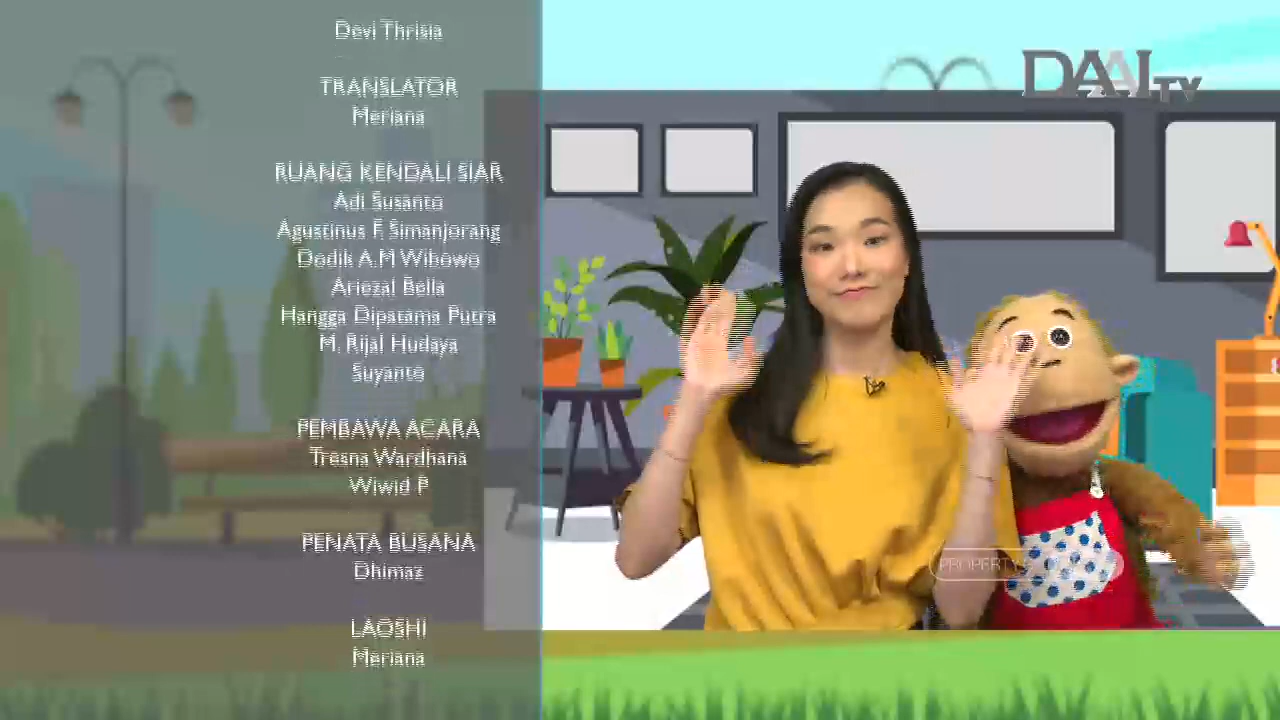 Devi Thrisia
TRANSLATOR
Meriana
RUANG KENDALI SIAR
Adi Susanto
Agustinus F. Simanjorang
Dodik A.M Wibowo
Ariezal Bella
Hangga Dipatama Putra
M. Rijal Hudaya
Suyanto
PEMBAWA ACARA
Tresna Wardhana
Wiwid P
PENATA BUSANA
Dhimaz
LAOSHI
Meriana
DAAI TV
PROPERTY